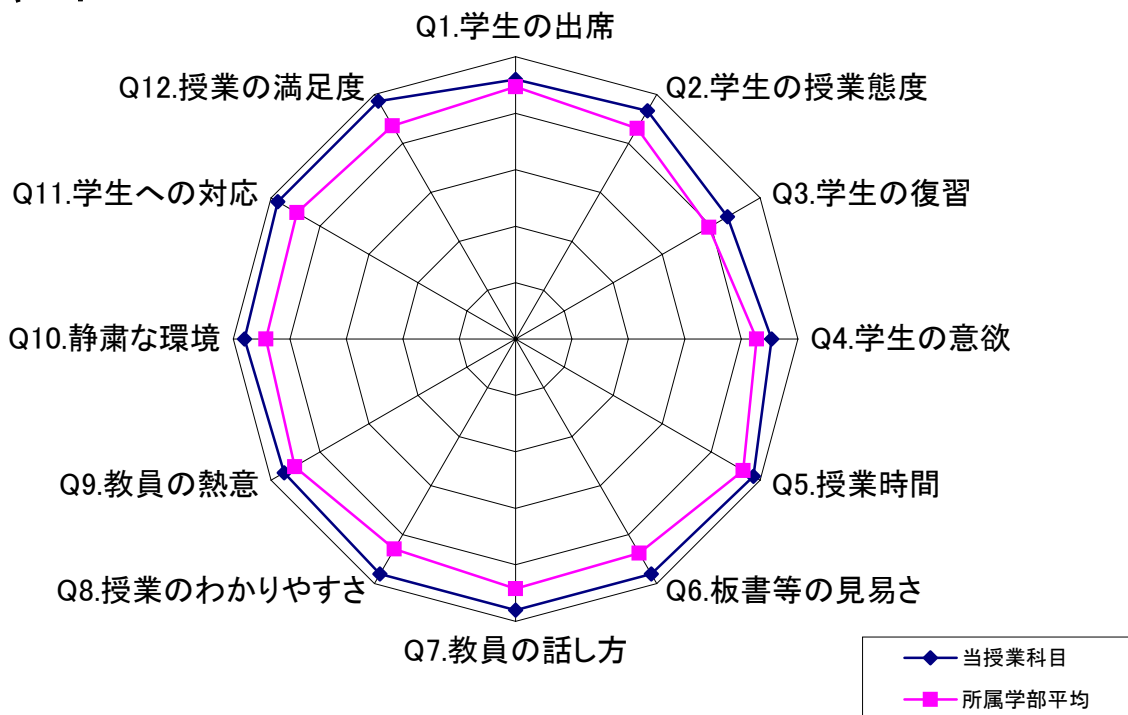 Q1.学生の出席
Q2.学生の授業態度
Q3.学生の復習
Q4.学生の意欲
Q5.授業時間
Q6.板書等の見易さ
Q7.教員の話し方
Q8.授業のわかりやすさ
Q9.教員の熱意
Q10.静粛な環境
Q11.学生への対応
Q12.授業の満足度
当授業科目
所属学部平均